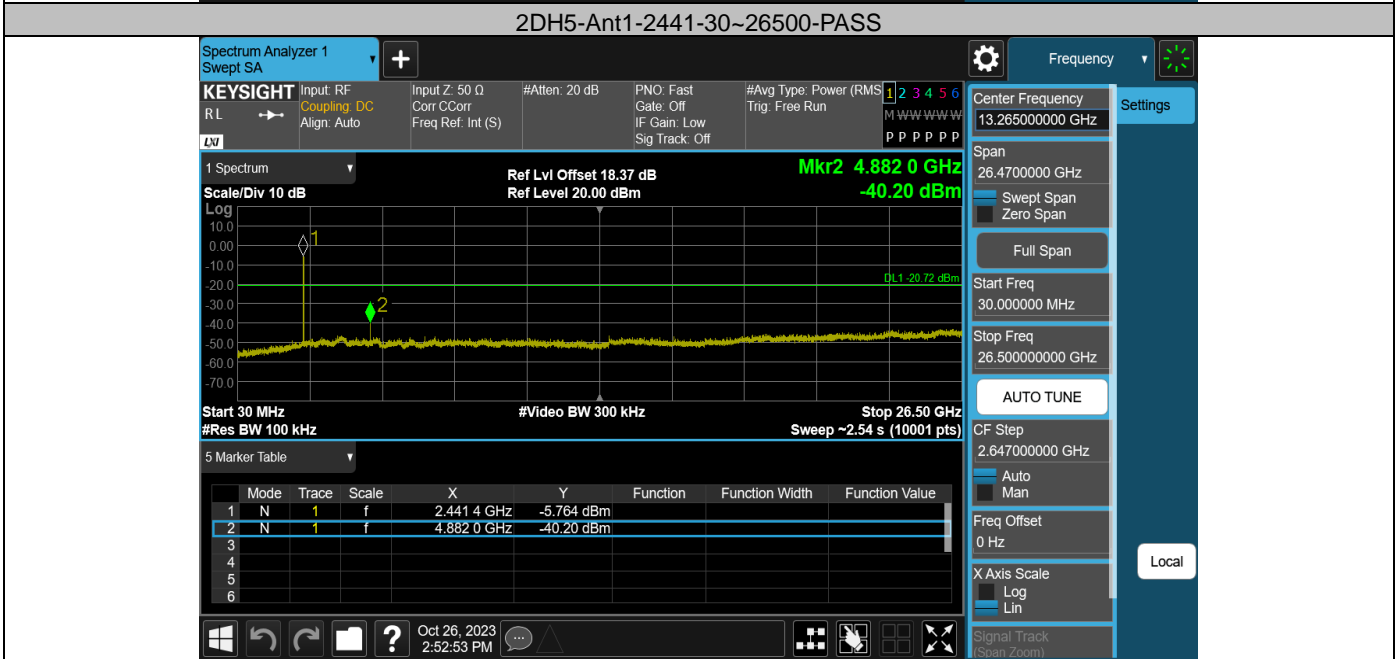 2DH5-Ant1-2441-30~26500-PASS
Spectrum Analyzer 1
Swept SA
+
Frequency
KEYSIGHT
RL
LXI
Input: RF
Coupling: DC
Align: Auto
Input Z: 50 Ω
Corr CCorr
Freq Ref: Int (S)
#Atten: 20 dB
PNO: Fast
Gate: Off
IF Gain: Low
Sig Track: Off
#Avg Type: Power (RMS
Trig: Free Run
1 2 3 4 5 6
M W W W W W
P P P P P P
1 Spectrum
Scale/Div 10 dB
Ref Lvl Offset 18.37 dB
Ref Level 20.00 dBm
Mkr2 4.882 0 GHz
-40.20 dBm
Log
10.0
0.00
-10.0
-20.0
-30.0
-40.0
-50.0
-60.0
-70.0
1
2
DL1 -20.72 dBm
Start 30 MHz
#Res BW 100 kHz
#Video BW 300 kHz
Stop 26.50 GHz
Sweep ~2.54 s (10001 pts)
5 Marker Table
Mode Trace Scale X Y Function Function Width Function Value
1 N 1 f 2.441 4 GHz -5.764 dBm
2 N 1 f 4.882 0 GHz -40.20 dBm
3
4
5
6
?
Oct 26, 2023
2:52:53 PM
Center Frequency
13.265000000 GHz
Settings
Span
26.4700000 GHz
Swept Span
Zero Span
Full Span
Start Freq
30.000000 MHz
Stop Freq
26.500000000 GHz
AUTO TUNE
CF Step
2.647000000 GHz
Auto
Man
Freq Offset
0 Hz
X Axis Scale
Log
Lin
Local
Signal Track
(Span Zoom)